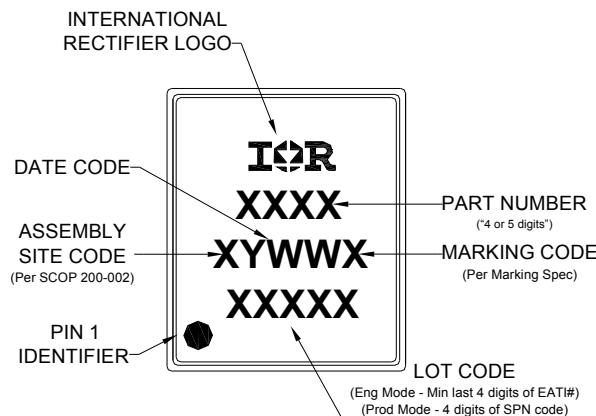 INTERNATIONAL
RECTIFIER LOGO
IOR
DATE CODE
XXXX
PART NUMBER
(“4 or 5 digits”)
ASSEMBLY
SITE CODE
(Per SCOP 200-002)
XYWWX
MARKING CODE
(Per Marking Spec)
XXXXX
PIN 1
IDENTIFIER
LOT CODE
(Eng Mode - Min last 4 digits of EATI#)
(Prod Mode - 4 digits of SPN code)